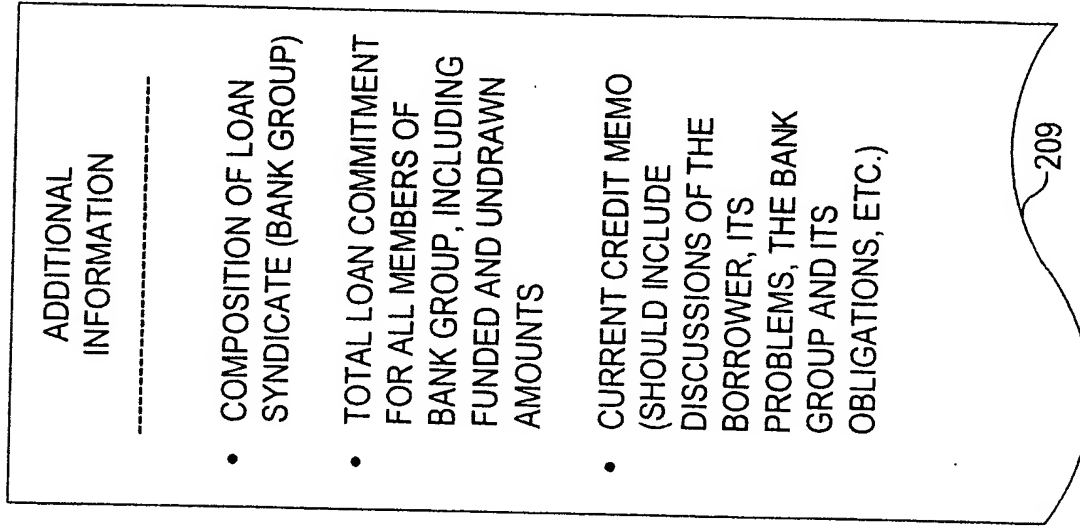 ADDITIONAL
INFORMATION
• COMPOSITION OF LOAN
SYNDICATE (BANK GROUP)
• TOTAL LOAN COMMITMENT
FOR ALL MEMBERS OF
BANK GROUP, INCLUDING
FUNDED AND UNDRAWN
AMOUNTS
• CURRENT CREDIT MEMO
(SHOULD INCLUDE
DISCUSSIONS OF THE
BORROWER, ITS
PROBLEMS, THE BANK
GROUP AND ITS
OBLIGATIONS, ETC.)
209